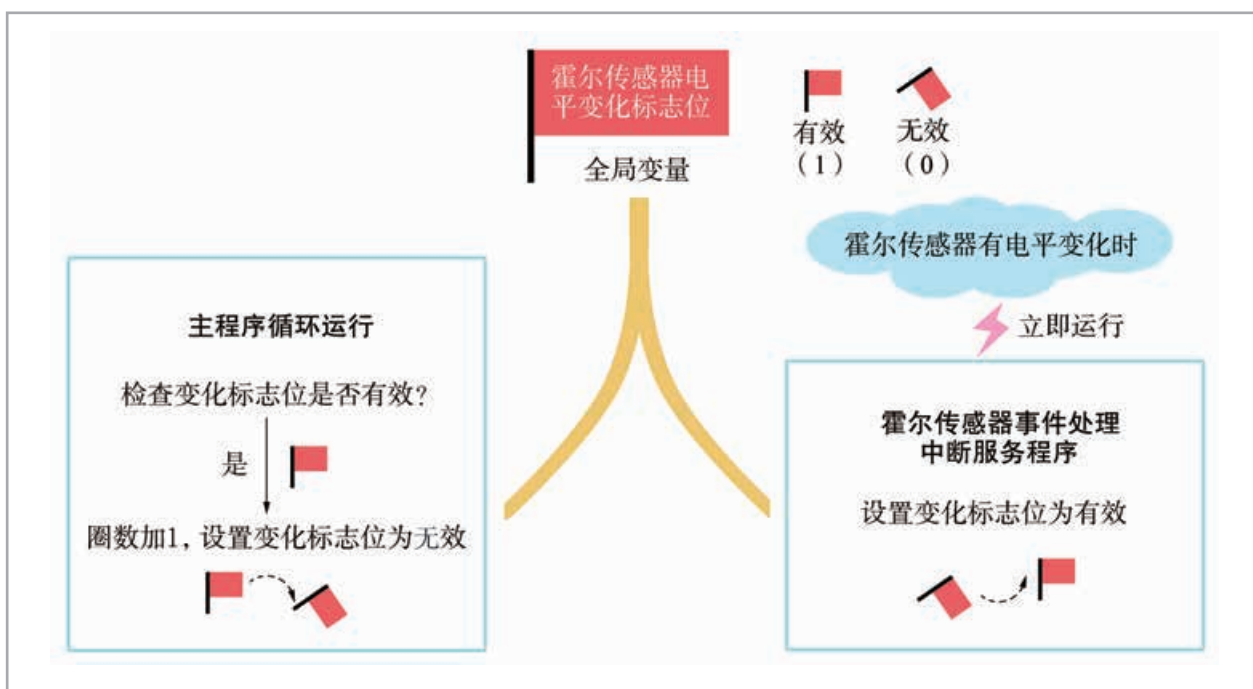 霍尔传感器电
平变化标志位
全局变量
有效
（1）
无效
（0）
霍尔传感器有电平变化时
立即运行
主程序循环运行
检查变化标志位是否有效？
是
圈数加1，设置变化标志位为无效
霍尔传感器事件处理
中断服务程序
设置变化标志位为有效